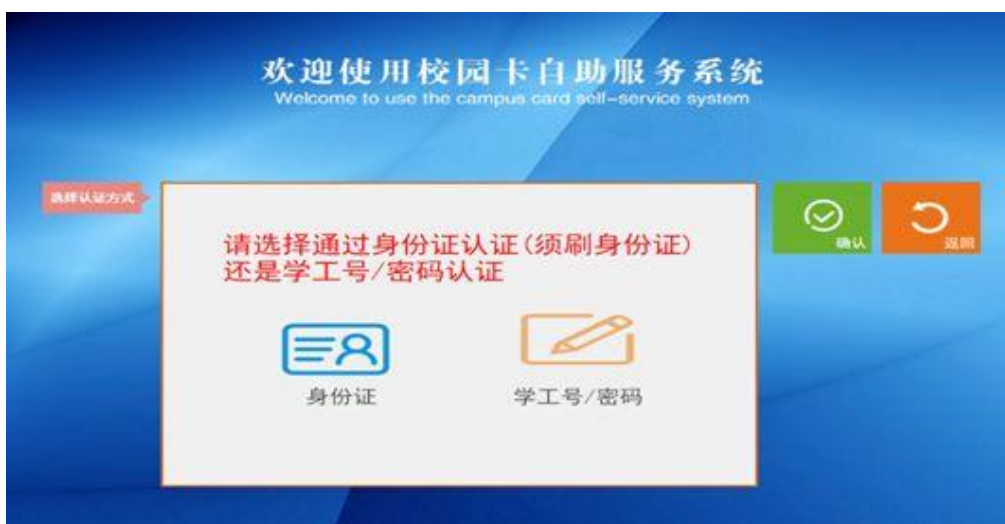 欢迎使用校园卡自助服务系统
Welcome to use the campus card self-service system
选择认证方式
请选择通过身份证认证(须刷身份证)
还是学工号/密码认证
身份证
学工号/密码
确认
返回